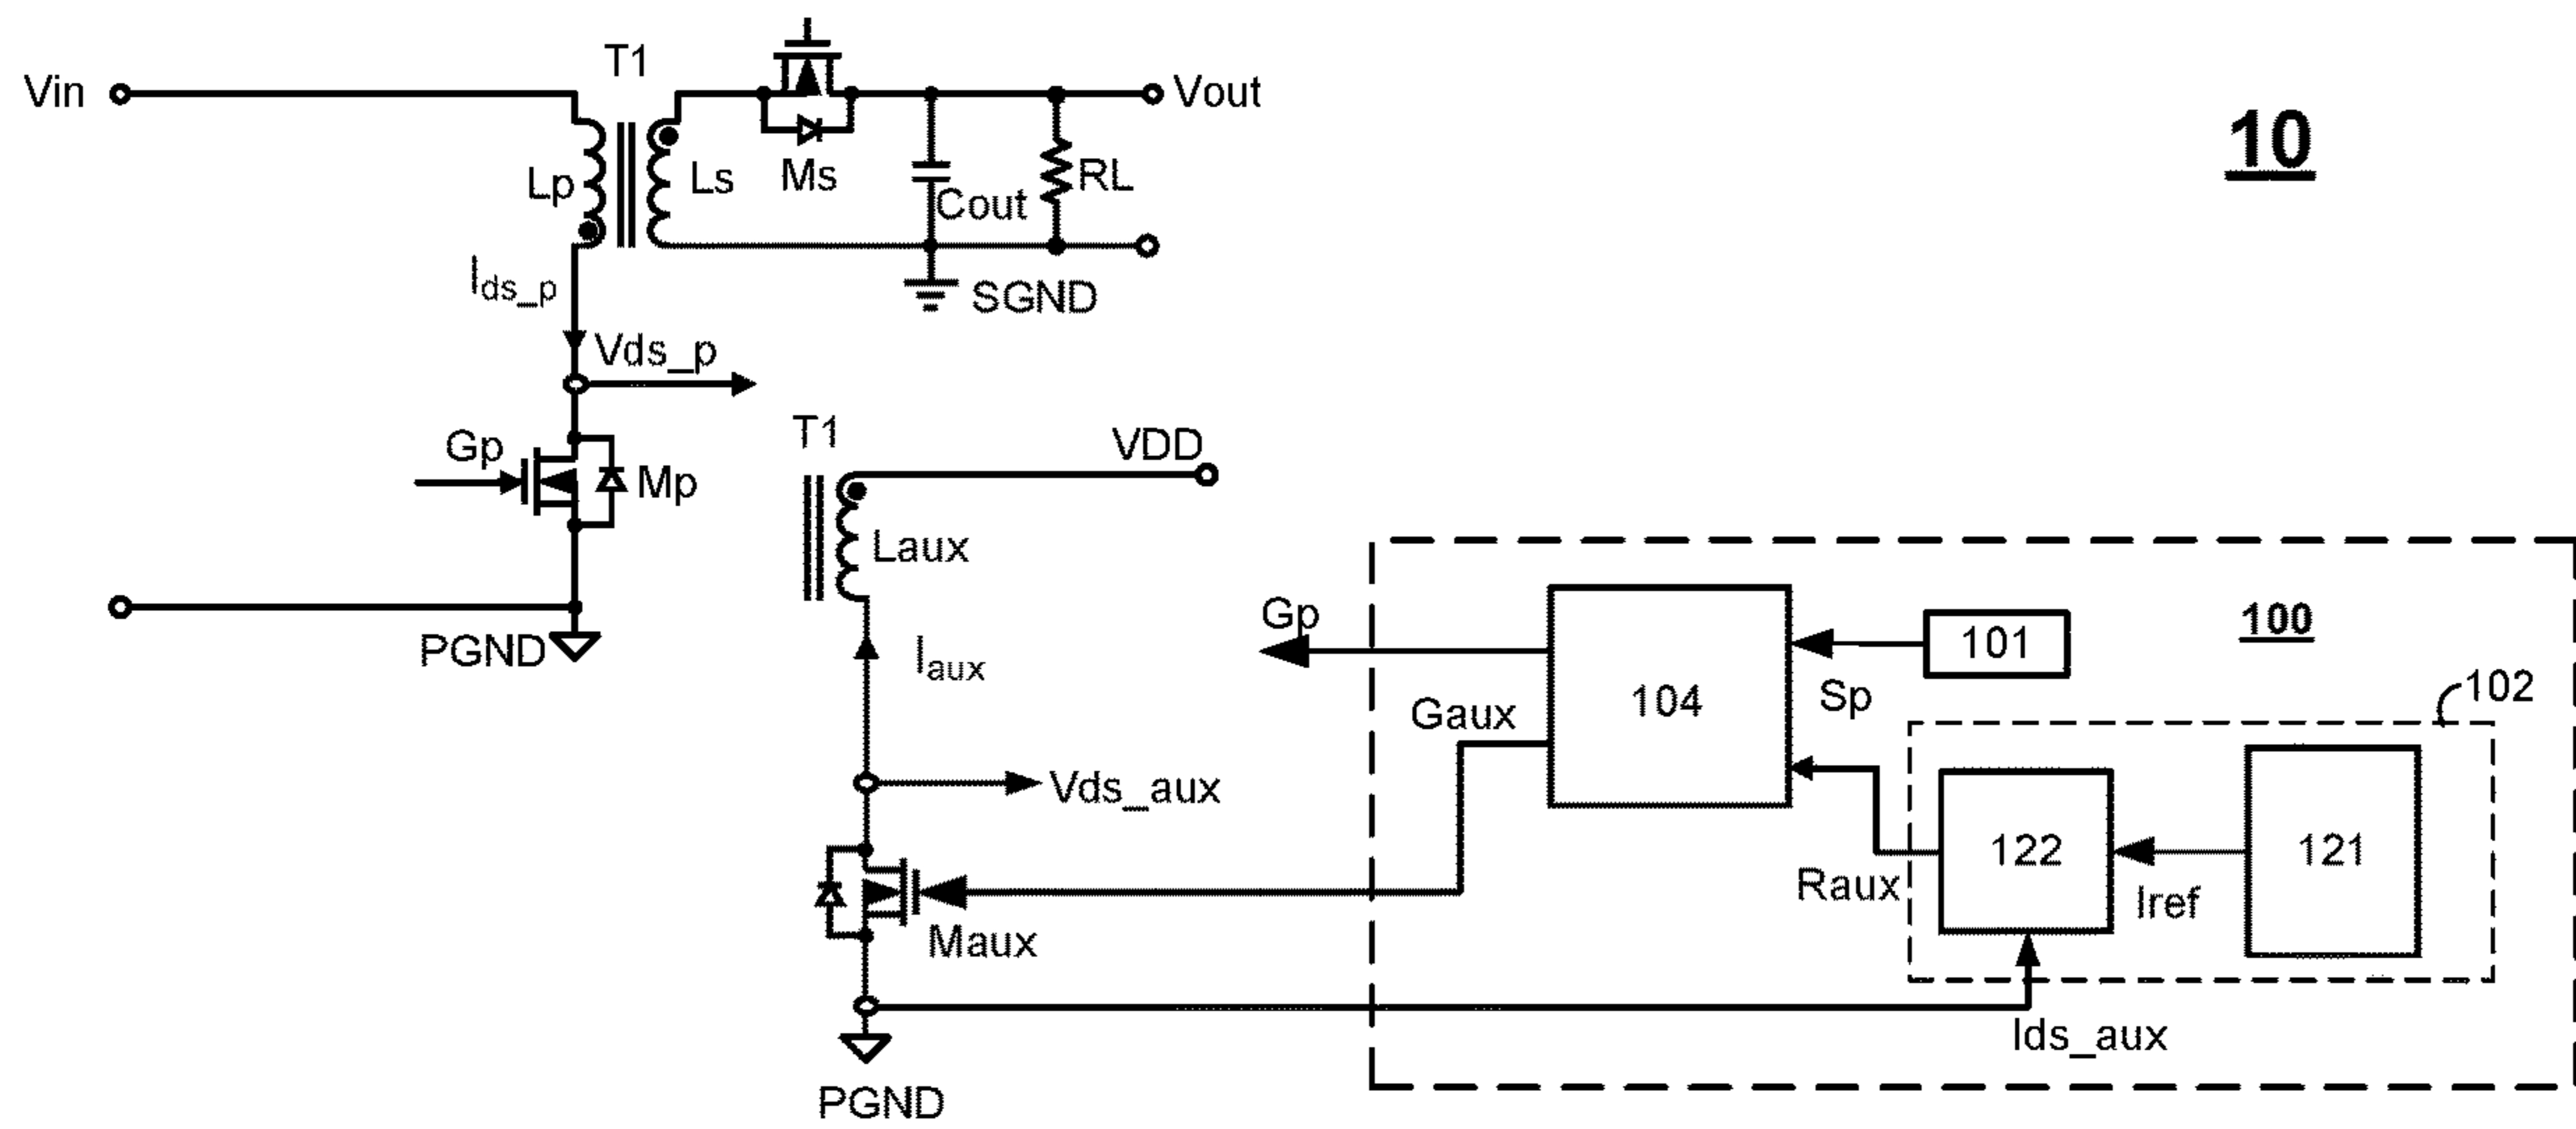 T1
Vin
Vout
10
Lp
Ls
Ms
Cout
RL
Ids_p
SGND
Vds_p
Gp
Mp
T1
VDD
Laux
PGND
Iaux
Gp
104
101
100
Sp
102
Gaux
Vds_aux
122
121
Raux
Iref
Maux
Ids_aux
PGND